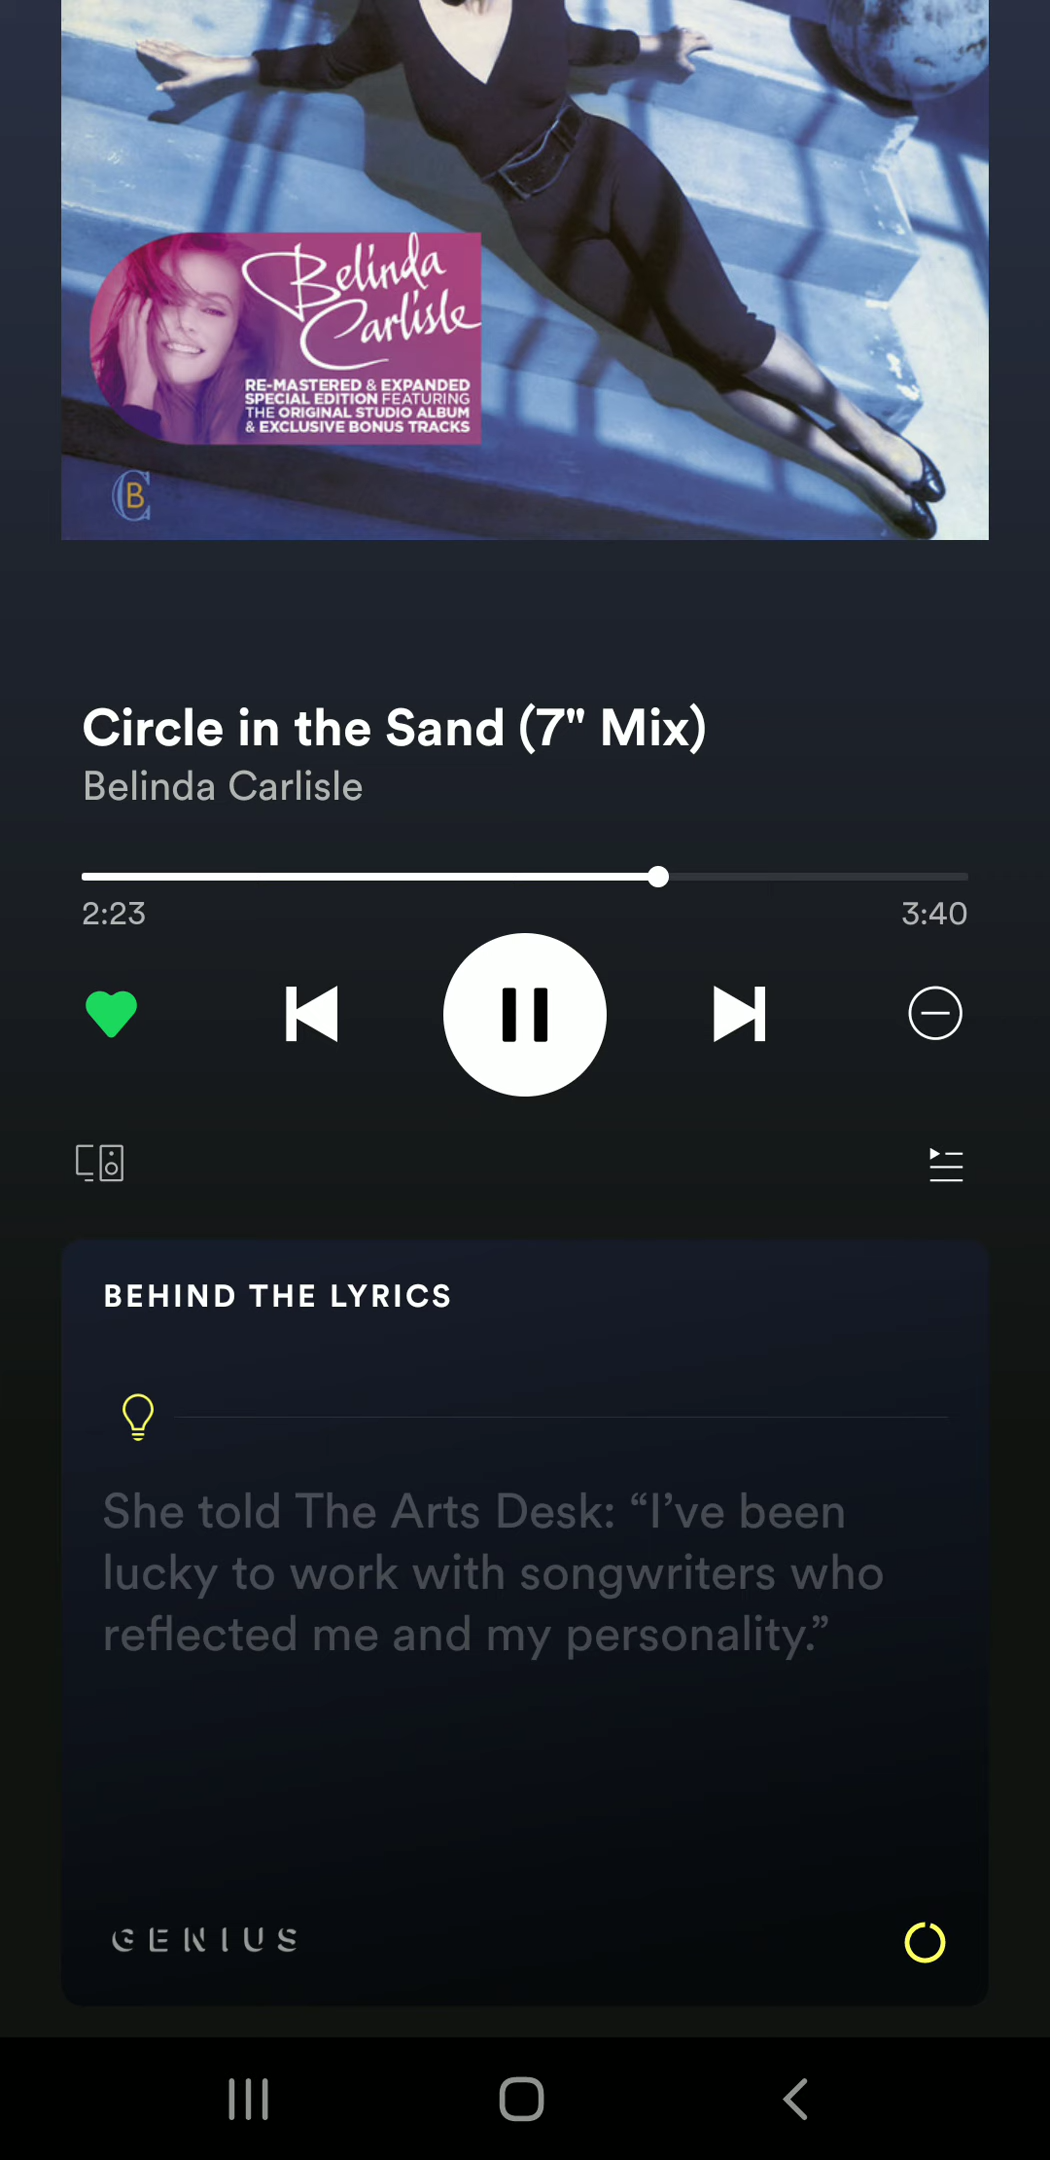 Belinda
Carlisle
RE-MASTERED & EXPANDED
SPECIAL EDITION FEATURING
THE ORIGINAL STUDIO ALBUM
& EXCLUSIVE BONUS TRACKS
CB
Circle in the Sand (7" Mix)
Belinda Carlisle
2:23 3:40
BEHIND THE LYRICS
She told The Arts Desk: “I’ve been
lucky to work with songwriters who
reflected me and my personality.”
GENIUS